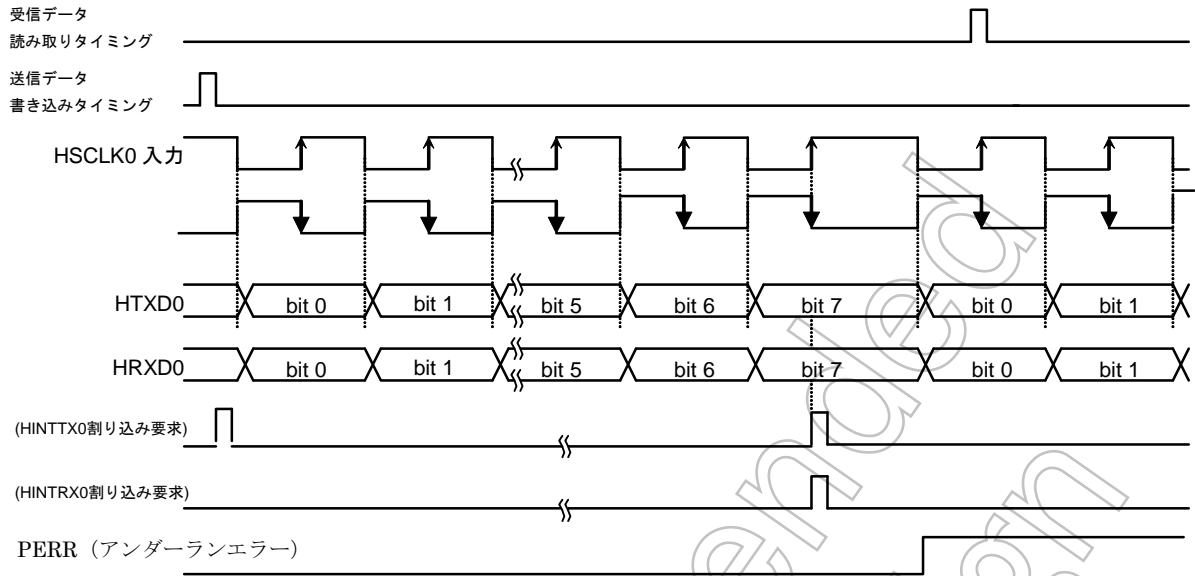 受信データ
読み取りタイミング
送信データ
書き込みタイミング
HSCLK0 入力
HTXD0 bit 0 bit 1 bit 5 bit 6 bit 7 bit 0 bit 1
HRXD0 bit 0 bit 1 bit 5 bit 6 bit 7 bit 0 bit 1
(HINTTX0割り込み要求)
(HINTRX0割り込み要求)
PERR（アンダーランエラー）